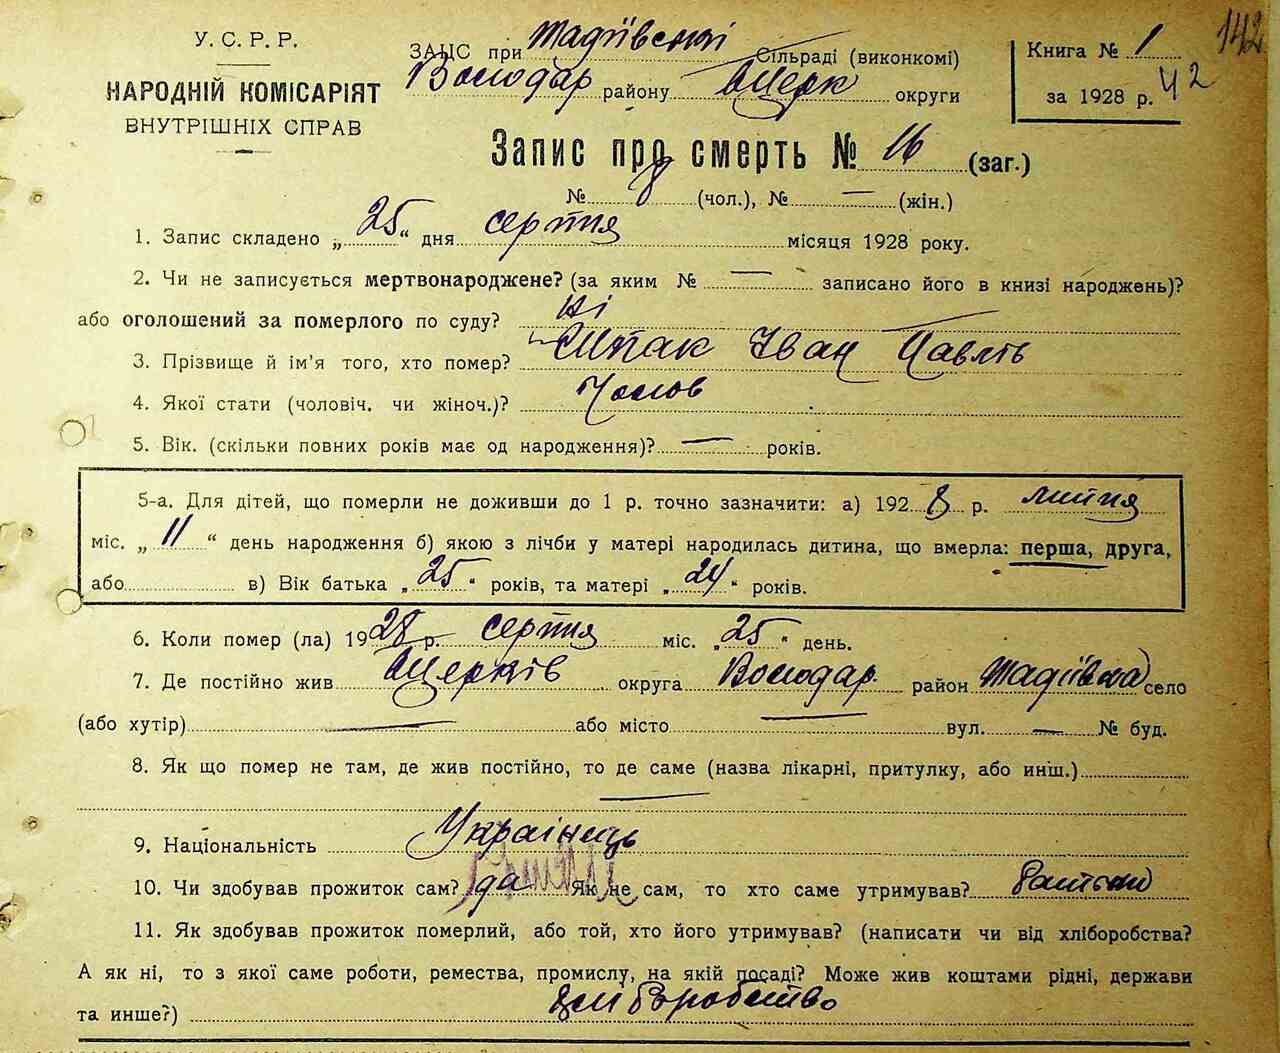 142
У. С. Р. Р.
НАРОДНІЙ КОМІСАРІЯТ
ВНУТРІШНІХ СПРАВ
ЗАЦС при Тадіївські Сільраді (виконкомі)
Володар району Б.Церк округи
Книга № 1
за 1928 р. 42
Запис про смерть № 16 (заг.)
№ 8 (чол.), № — (жін.)
1. Запис складено „25“ дня серпня місяця 1928 року.
2. Чи не записується мертвонароджене? (за яким № — записано його в книзі народжень)?
або оголошений за померлого по суду? Ні
3. Прізвище й ім'я того, хто помер? Шпак Іван Павлів
4. Якої стати (чоловіч. чи жіноч.)? Чолов
5. Вік. (скільки повних років має од народження)? — років.
5-а. Для дітей, що померли не доживши до 1 р. точно зазначити: а) 1928 р. липня
міс. „11“ день народження б) якою з лічби у матері народилась дитина, що вмерла: перша, друга,
або в) Вік батька „25“ років, та матері „24“ років.
6. Коли помер (ла) 1928 р. серпня міс. „25“ день.
7. Де постійно жив Б.Церків округа Володар район Тадіївка село
(або хутір) — або місто — вул. — № буд.
8. Як що помер не там, де жив постійно, то де саме (назва лікарні, притулку, або инш.)
—
9. Національність Украінець
10. Чи здобував прожиток сам? да Як не сам, то хто саме утримував? батьки
11. Як здобував прожиток померлий, або той, хто його утримував? (написати чи від хліборобства?
А як ні, то з якої саме роботи, ремества, промислу, на якій посаді? Може жив коштами рідні, держави
та инше?) хліборобство